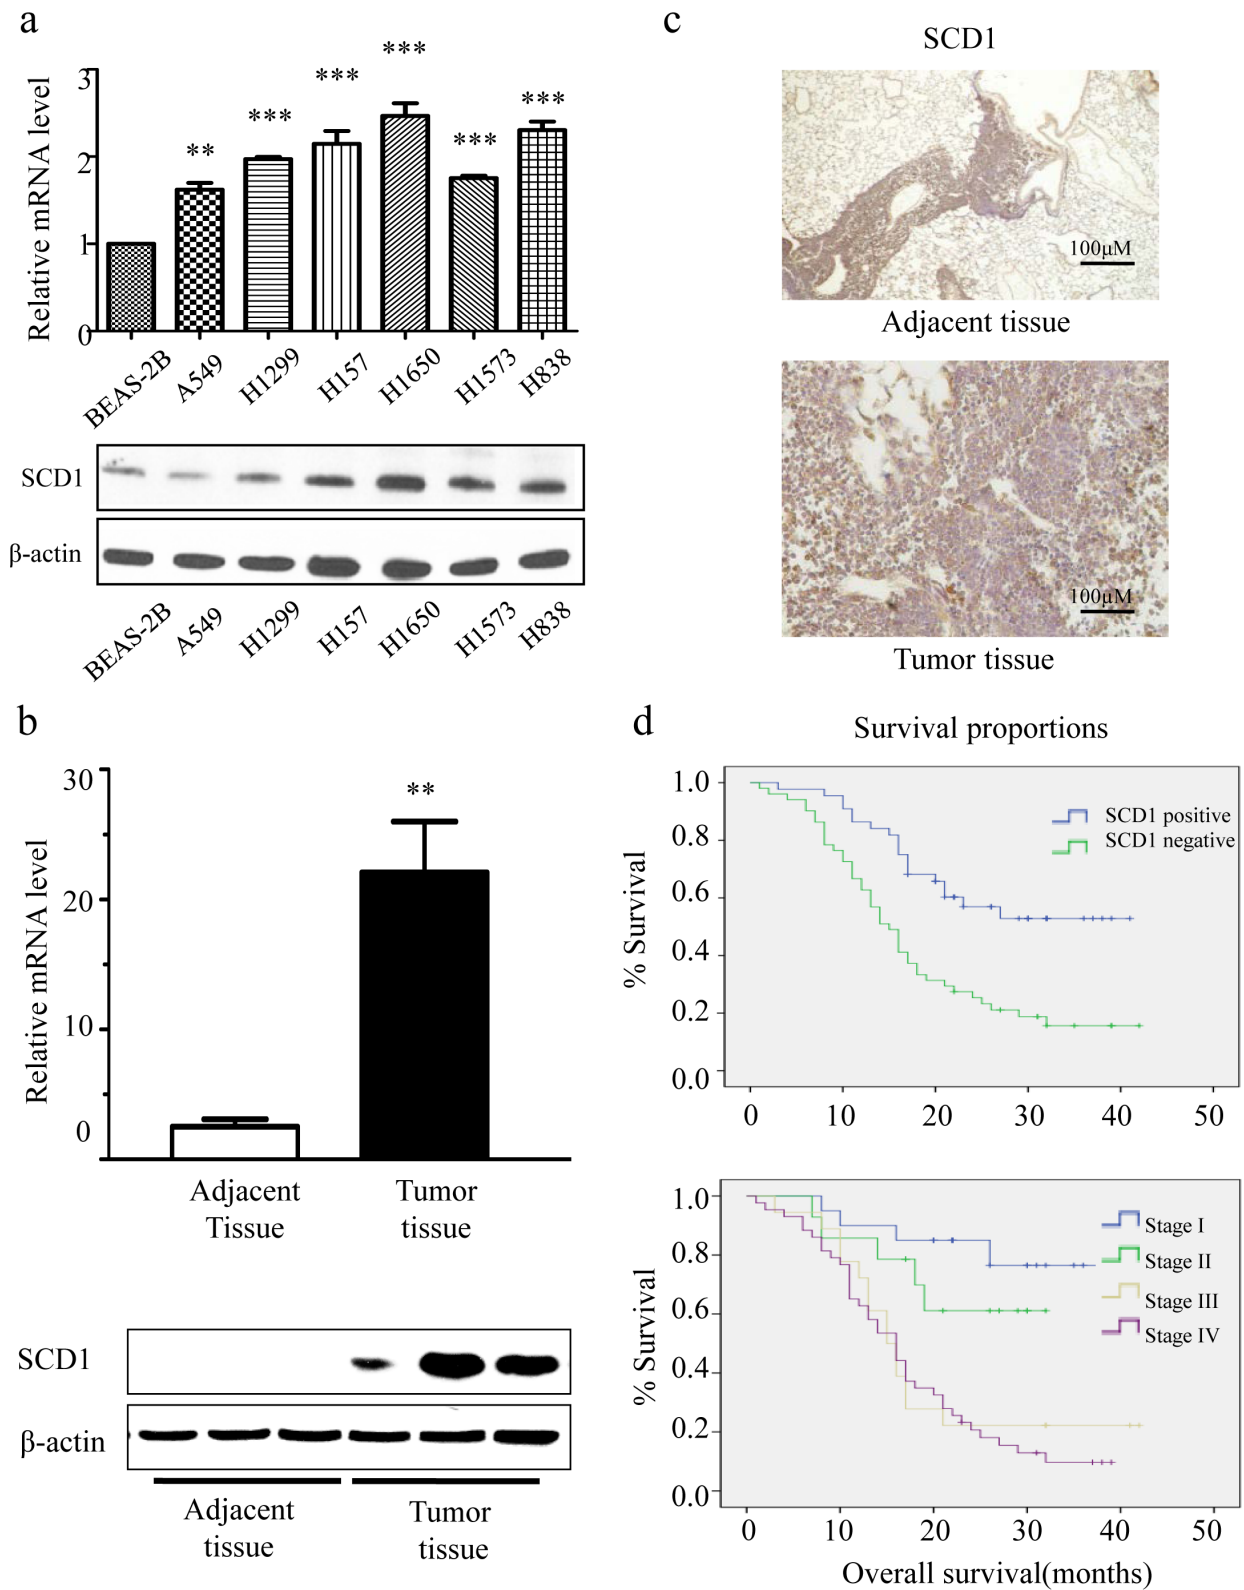 a
Relative mRNA level
3
2
1
0
**
***
***
***
***
***
BEAS-2B
A549
H1299
H157
H1650
H1573
H838
SCD1
β-actin
BEAS-2B
A549
H1299
H157
H1650
H1573
H838
b
Relative mRNA level
30
20
10
0
**
Adjacent
Tissue
Tumor
tissue
SCD1
β-actin
Adjacent
tissue
Tumor
tissue
c
SCD1
100µM
Adjacent tissue
100µM
Tumor tissue
d
Survival proportions
% Survival
1.0
0.8
0.6
0.4
0.2
0.0
SCD1 positive
SCD1 negative
0 10 20 30 40 50
% Survival
1.0
0.8
0.6
0.4
0.2
0.0
Stage I
Stage II
Stage III
Stage IV
0 10 20 30 40 50
Overall survival(months)